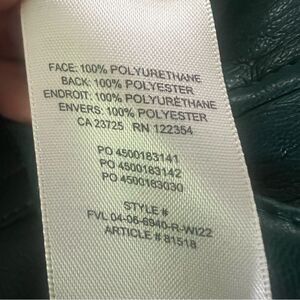 FACE: 100% POLYURETHANE
BACK: 100% POLYESTER
ENDROIT: 100% POLYURÉTHANE
ENVERS: 100% POLYESTER
CA 23725 RN 122354
PO 4500183141
PO 4500183142
PO 4500183030
STYLE #
FVL 04-06-6940-R-WI22
ARTICLE # 81518